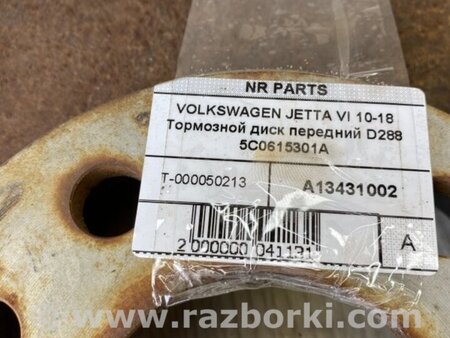 NR PARTS
VOLKSWAGEN JETTA VI 10-18
Тормозной диск передний D288
5C0615301A
T-000050213
A13431002
2 000000 041131
A
www.razborki.com